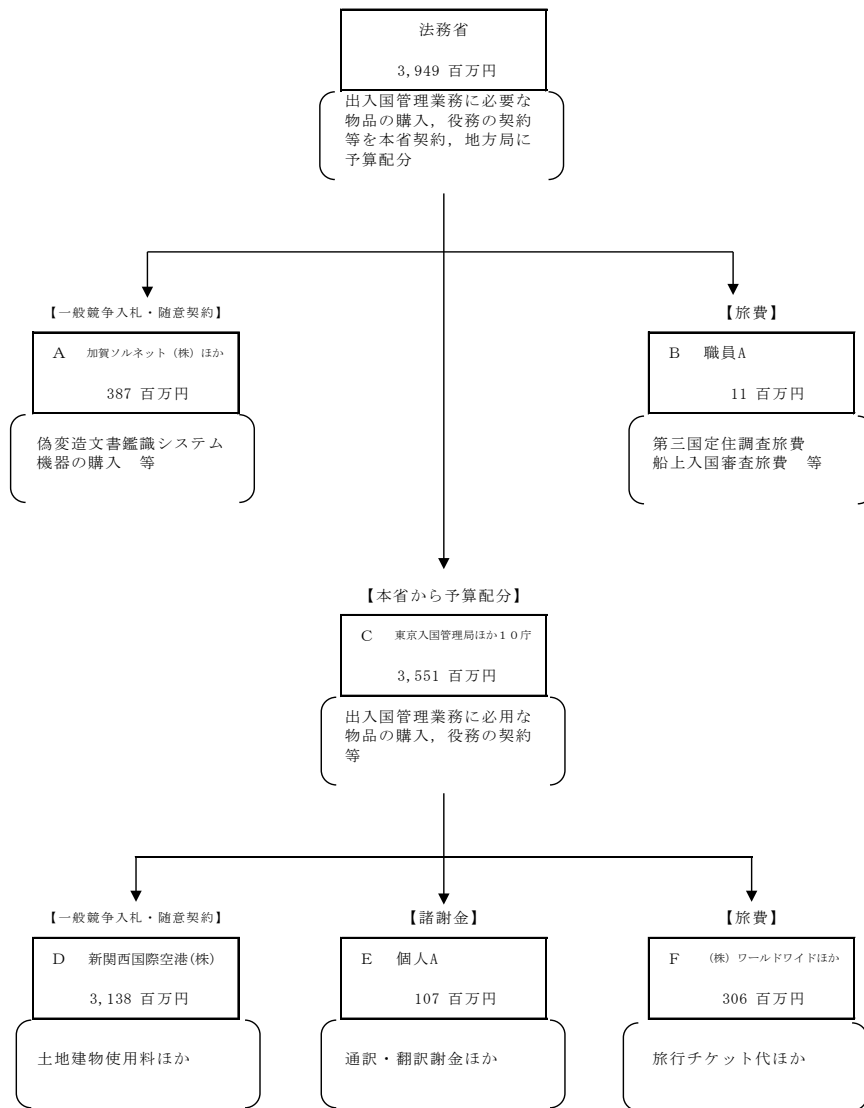 法務省
3,949 百万円
出入国管理業務に必要な
物品の購入，役務の契約
等を本省契約，地方局に
予算配分
【一般競争入札・随意契約】
【旅費】
A 加賀ソルネット（株）ほか
387 百万円
B 職員A
11 百万円
偽変造文書鑑識システム
機器の購入　等
第三国定住調査旅費
船上入国審査旅費　等
【本省から予算配分】
C 東京入国管理局ほか１０庁
3,551 百万円
出入国管理業務に必用な
物品の購入，役務の契約
等
【一般競争入札・随意契約】
【諸謝金】
【旅費】
D 新関西国際空港(株)
3,138 百万円
E 個人A
107 百万円
F （株）ワールドワイドほか
306 百万円
土地建物使用料ほか
通訳・翻訳謝金ほか
旅行チケット代ほか